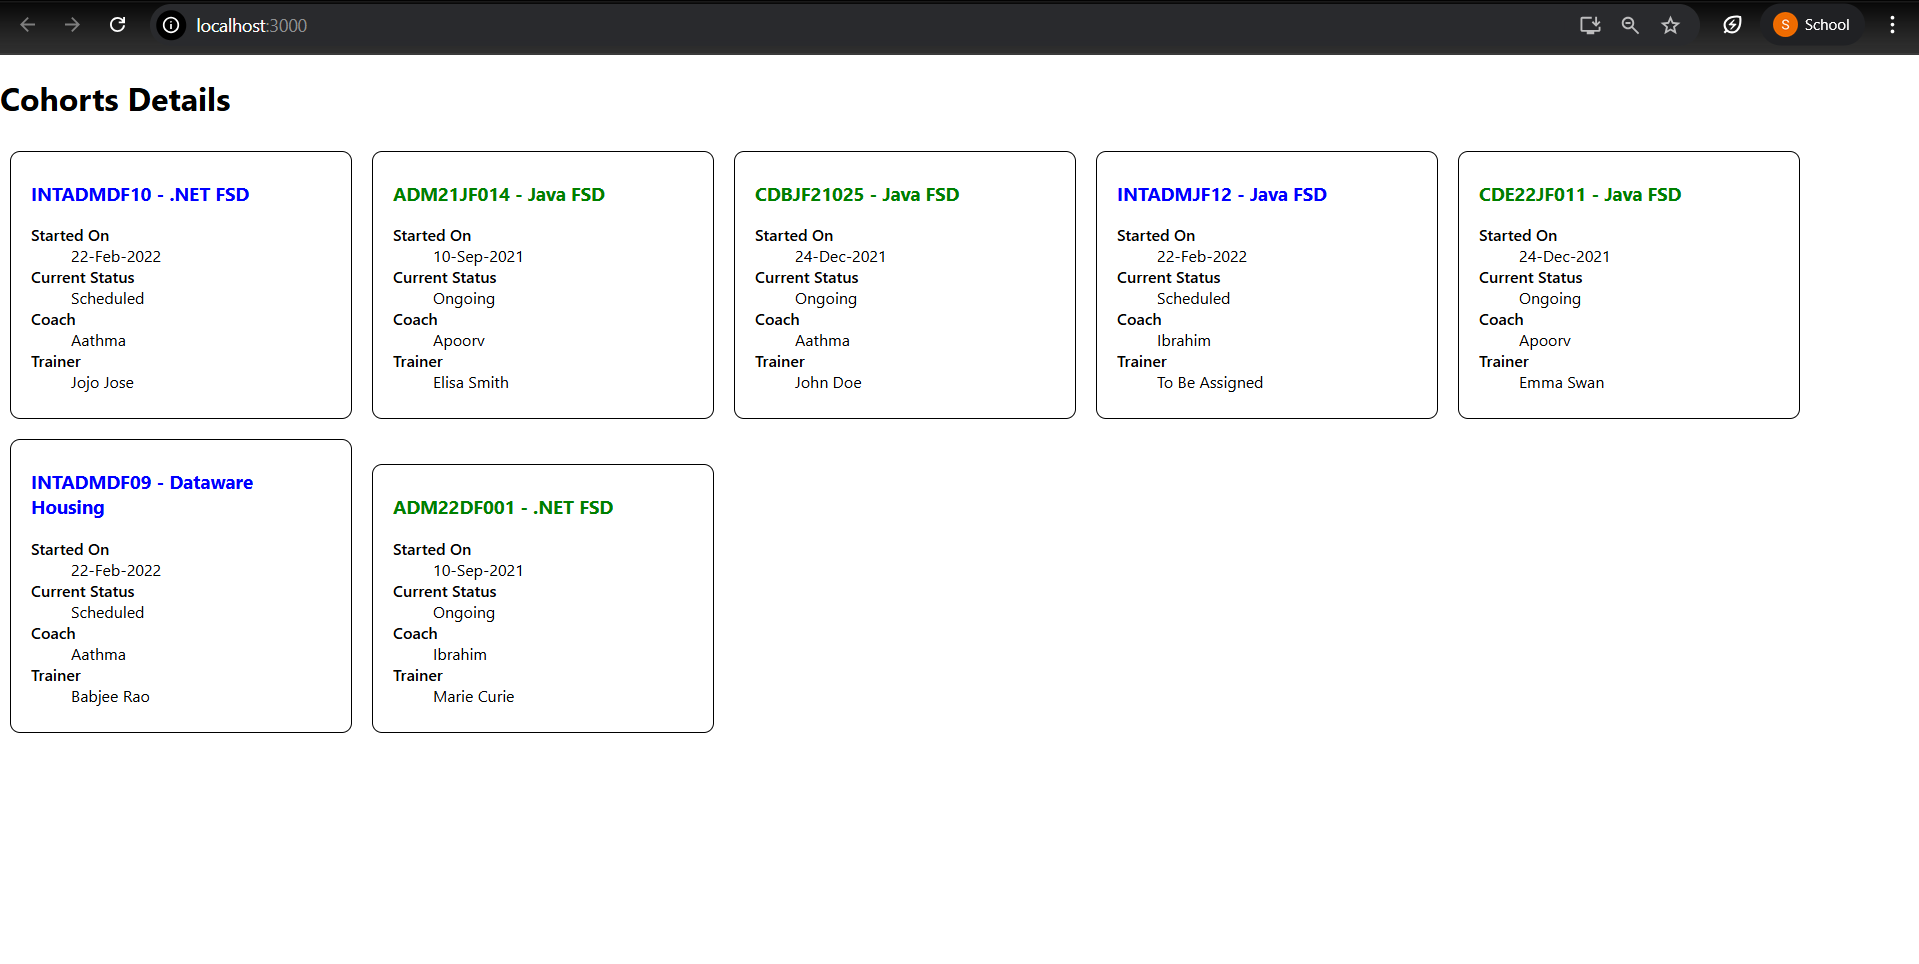 localhost:3000
S School
Cohorts Details
INTADMDF10 - .NET FSD
Started On
22-Feb-2022
Current Status
Scheduled
Coach
Aathma
Trainer
Jojo Jose
ADM21JF014 - Java FSD
Started On
10-Sep-2021
Current Status
Ongoing
Coach
Apoorv
Trainer
Elisa Smith
CDBJF21025 - Java FSD
Started On
24-Dec-2021
Current Status
Ongoing
Coach
Aathma
Trainer
John Doe
INTADMJF12 - Java FSD
Started On
22-Feb-2022
Current Status
Scheduled
Coach
Ibrahim
Trainer
To Be Assigned
CDE22JF011 - Java FSD
Started On
24-Dec-2021
Current Status
Ongoing
Coach
Apoorv
Trainer
Emma Swan
INTADMDF09 - Dataware
Housing
Started On
22-Feb-2022
Current Status
Scheduled
Coach
Aathma
Trainer
Babjee Rao
ADM22DF001 - .NET FSD
Started On
10-Sep-2021
Current Status
Ongoing
Coach
Ibrahim
Trainer
Marie Curie